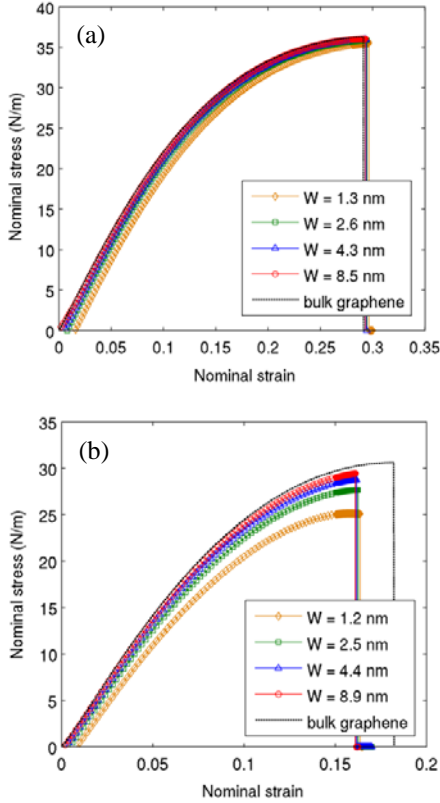 (a)
40
35
30
25
20
15
10
5
0
Nominal stress (N/m)
W = 1.3 nm
W = 2.6 nm
W = 4.3 nm
W = 8.5 nm
bulk graphene
0 0.05 0.1 0.15 0.2 0.25 0.3 0.35
Nominal strain
(b)
35
30
25
20
15
10
5
0
Nominal stress (N/m)
W = 1.2 nm
W = 2.5 nm
W = 4.4 nm
W = 8.9 nm
bulk graphene
0 0.05 0.1 0.15 0.2
Nominal strain